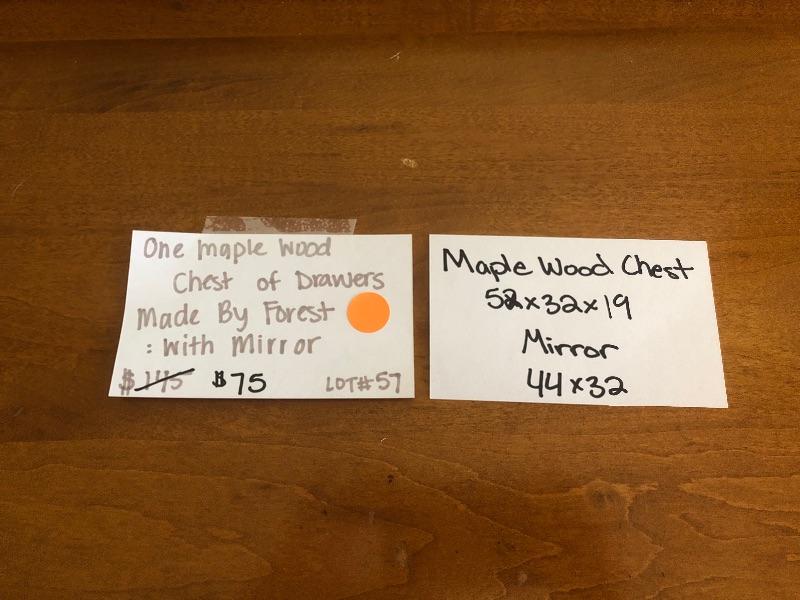 One maple wood
Chest of Drawers
Made By Forest
: with Mirror
$145 $75 LOT#57
Maple Wood Chest
52x32x19
Mirror
44x32